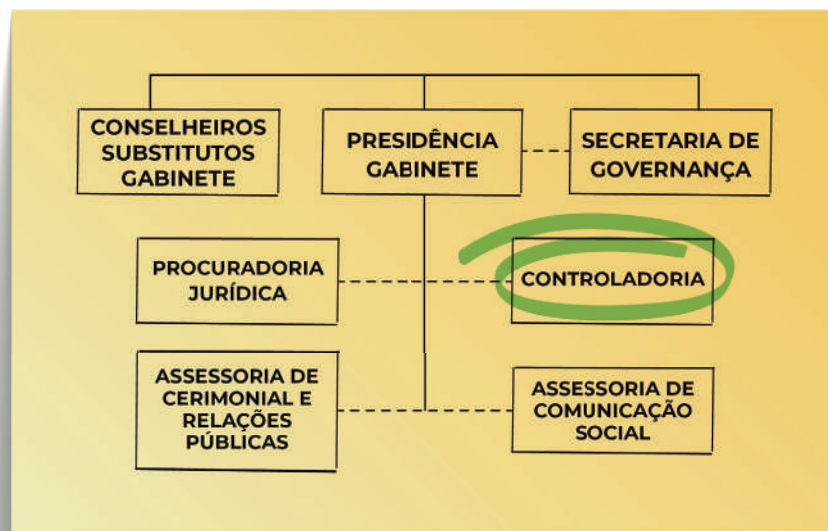 CONSELHEIROS
SUBSTITUTOS
GABINETE
PRESIDÊNCIA
GABINETE
SECRETARIA DE
GOVERNANÇA
PROCURADORIA
JURÍDICA
CONTROLADORIA
ASSESSORIA DE
CERIMONIAL E
RELAÇÕES
PÚBLICAS
ASSESSORIA DE
COMUNICAÇÃO
SOCIAL